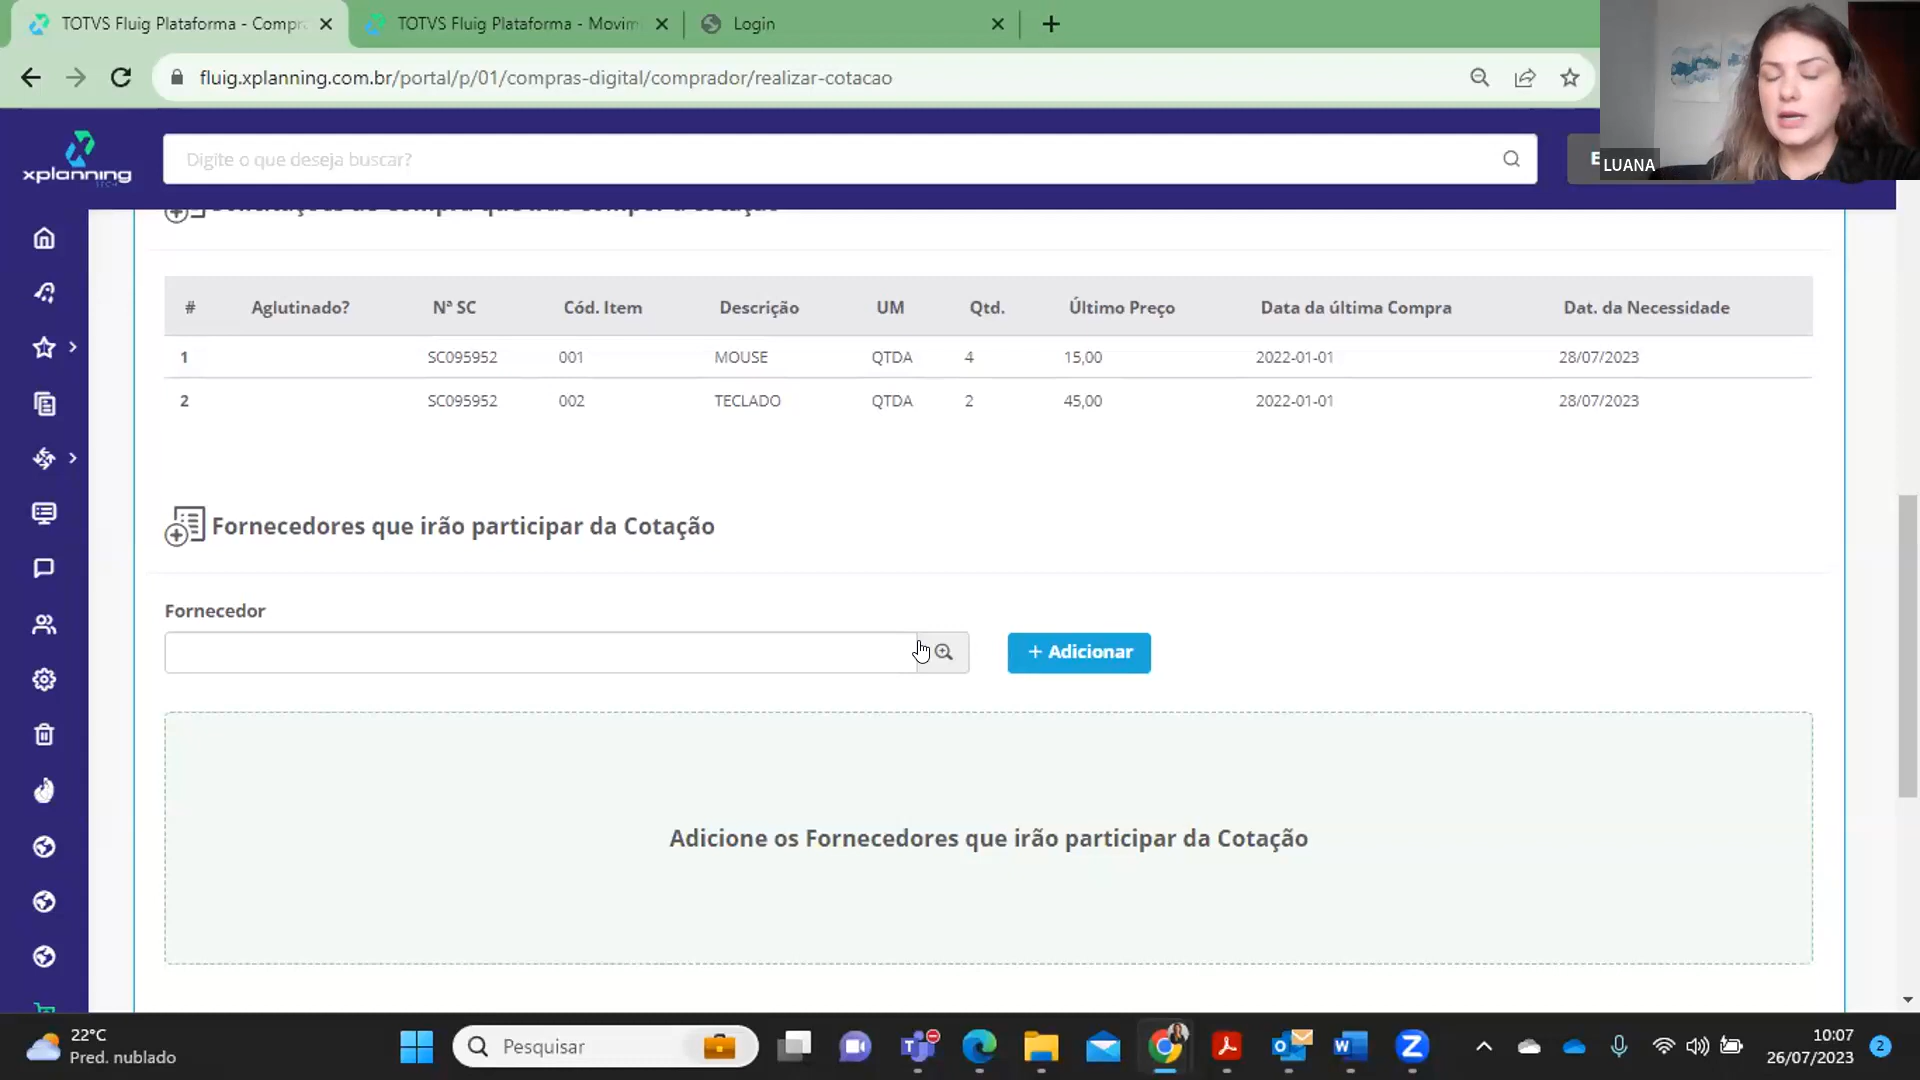 TOTVS Fluig Plataforma - Compr
TOTVS Fluig Plataforma - Movim
Login
fluig.xplanning.com.br/portal/p/01/compras-digital/comprador/realizar-cotacao
xplanning
Digite o que deseja buscar?
LUANA
# Aglutinado? Nª SC Cód. Item Descrição UM Qtd. Último Preço Data da última Compra Dat. da Necessidade
1 SC095952 001 MOUSE QTDA 4 15,00 2022-01-01 28/07/2023
2 SC095952 002 TECLADO QTDA 2 45,00 2022-01-01 28/07/2023
Fornecedores que irão participar da Cotação
Fornecedor
+ Adicionar
Adicione os Fornecedores que irão participar da Cotação
22°C
Pred. nublado
Pesquisar
10:07
26/07/2023
2